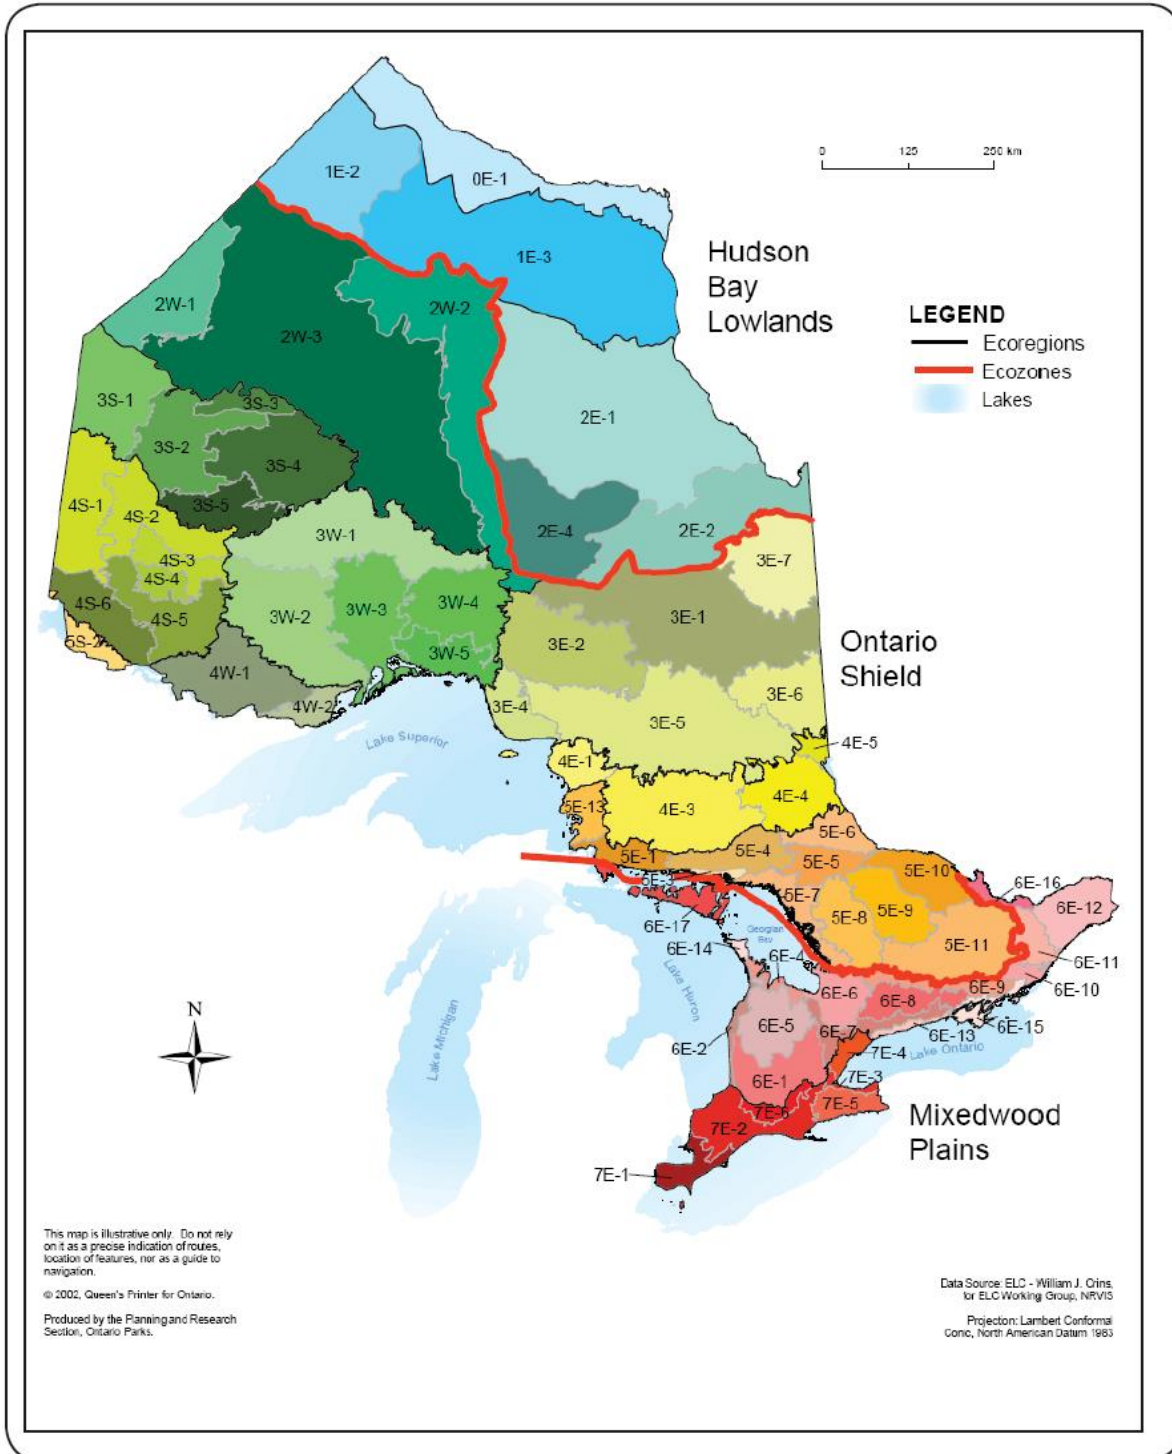 0 125 250 km
1E-2
0E-1
1E-3
Hudson
Bay
Lowlands
2W-1
2W-2
2W-3
LEGEND
Ecoregions
Ecozones
Lakes
3S-1
3S-3
3S-2
3S-4
3S-5
2E-1
4S-1
4S-2
4S-3
4S-4
4S-6
4S-5
5S-2
3W-1
3W-2
3W-3
3W-4
3W-5
4W-1
4W-2
2E-4
2E-2
3E-7
3E-1
3E-2
Ontario
Shield
3E-6
3E-4
3E-5
4E-5
Lake Superior
4E-1
4E-3
4E-4
5E-13
5E-6
5E-1
5E-4
5E-5
5E-10
5E-3
5E-7
5E-8
5E-9
5E-11
6E-16
6E-12
6E-17
Georgian
Bay
6E-14
6E-4
6E-11
6E-10
6E-9
6E-6
6E-8
6E-5
6E-7
6E-13
6E-15
6E-2
Lake Huron
Lake Michigan
Lake Ontario
7E-4
7E-3
6E-1
7E-6
7E-5
7E-2
7E-1
Mixedwood
Plains
N
This map is illustrative only. Do not rely
on it as a precise indication of routes,
location of features, nor as a guide to
navigation.
© 2002, Queen's Printer for Ontario.
Produced by the Planning and Research
Section, Ontario Parks.
Data Source: ELC - William J. Crins,
for ELC Working Group, NRVIS
Projection: Lambert Conformal
Conic, North American Datum 1983